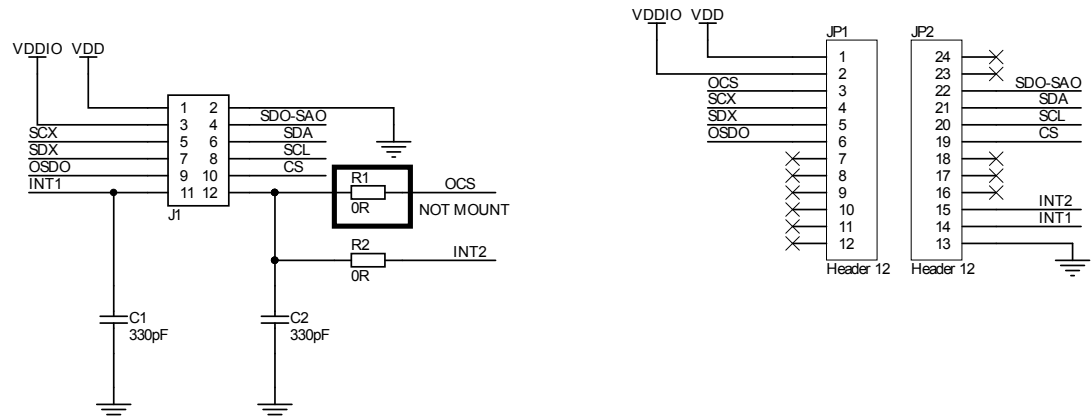 VDDIO VDD
1 2
SDO-SAO
3 4
SCX SDA
5 6
SDX SCL
7 8
OSDO CS
9 10
INT1
11 12
J1
R1
0R
OCS
NOT MOUNT
R2
0R
INT2
C1
330pF
C2
330pF
VDDIO VDD
JP1
1
2
OCS 3
SCX 4
SDX 5
OSDO 6
7
8
9
10
11
12
Header 12
JP2
24
23
22 SDO-SAO
21 SDA
20 SCL
19 CS
18
17
16
15 INT2
14 INT1
13
Header 12